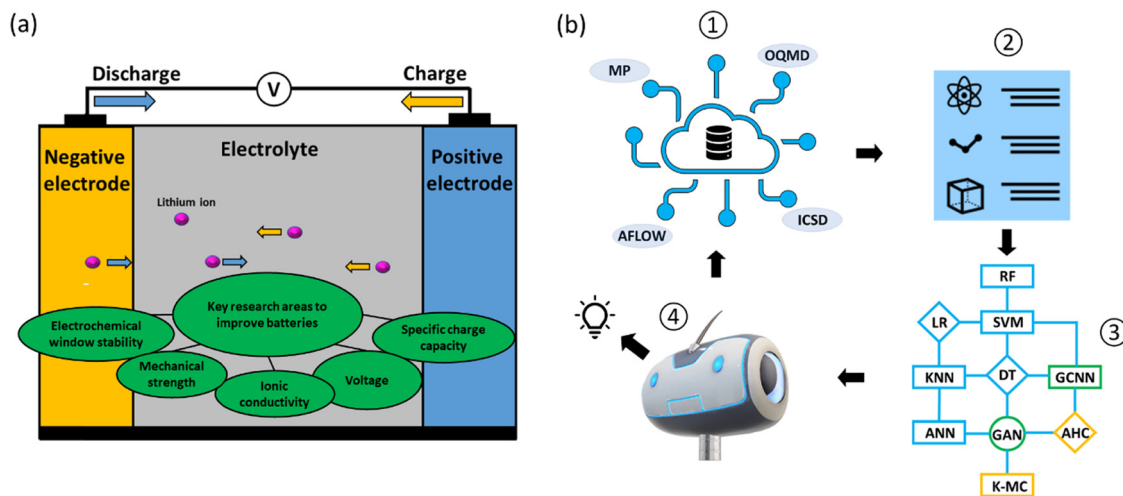 (a)
Discharge
V
Charge
Negative
electrode
Electrolyte
Positive
electrode
Lithium ion
Key research areas to
improve batteries
Electrochemical
window stability
Specific charge
capacity
Mechanical
strength
Ionic
conductivity
Voltage
(b)
1
MP
OQMD
AFLOW
ICSD
2
3
RF
LR
SVM
KNN
DT
GCNN
ANN
GAN
AHC
K-MC
4